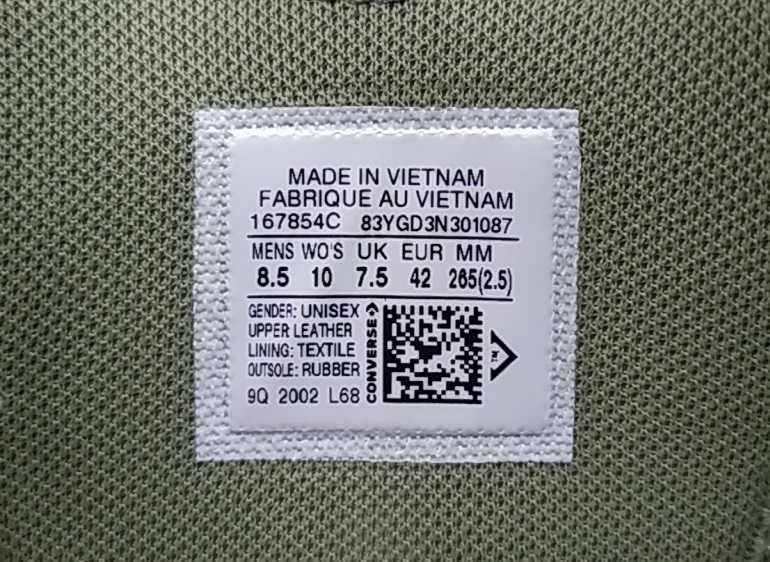 MADE IN VIETNAM
FABRIQUE AU VIETNAM
167854C 83YGD3N301087
MENS WO'S UK EUR MM
8.5 10 7.5 42 265(2.5)
GENDER: UNISEX
UPPER LEATHER
LINING: TEXTILE
OUTSOLE: RUBBER
9Q 2002 L68
CONVERSE
TM